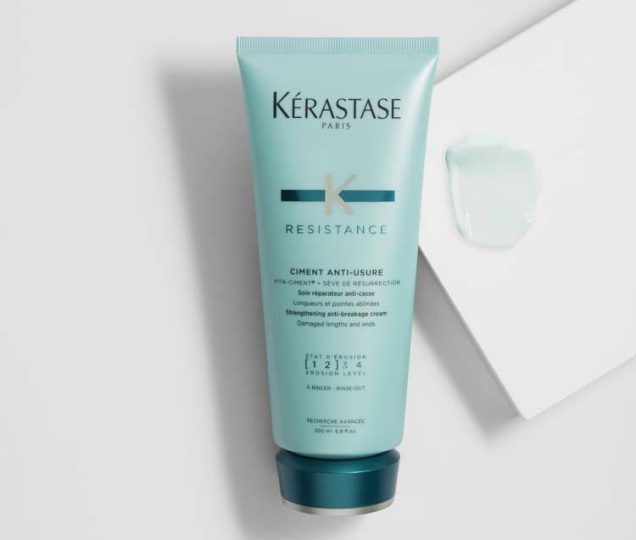 KÉRASTASE
PARIS
K
RESISTANCE
CIMENT ANTI-USURE
VITA-CIMENT® + SÈVE DE RÉSURRECTION
Soin réparateur anti-casse
Longueurs et pointes abîmées
Strengthening anti-breakage cream
Damaged lengths and ends
ÉTAT D'ÉROSION
[1 2] 3 4
EROSION LEVEL
À RINCER - RINSE-OUT
RECHERCHE AVANCÉE
200 ml 6.8 fl.oz